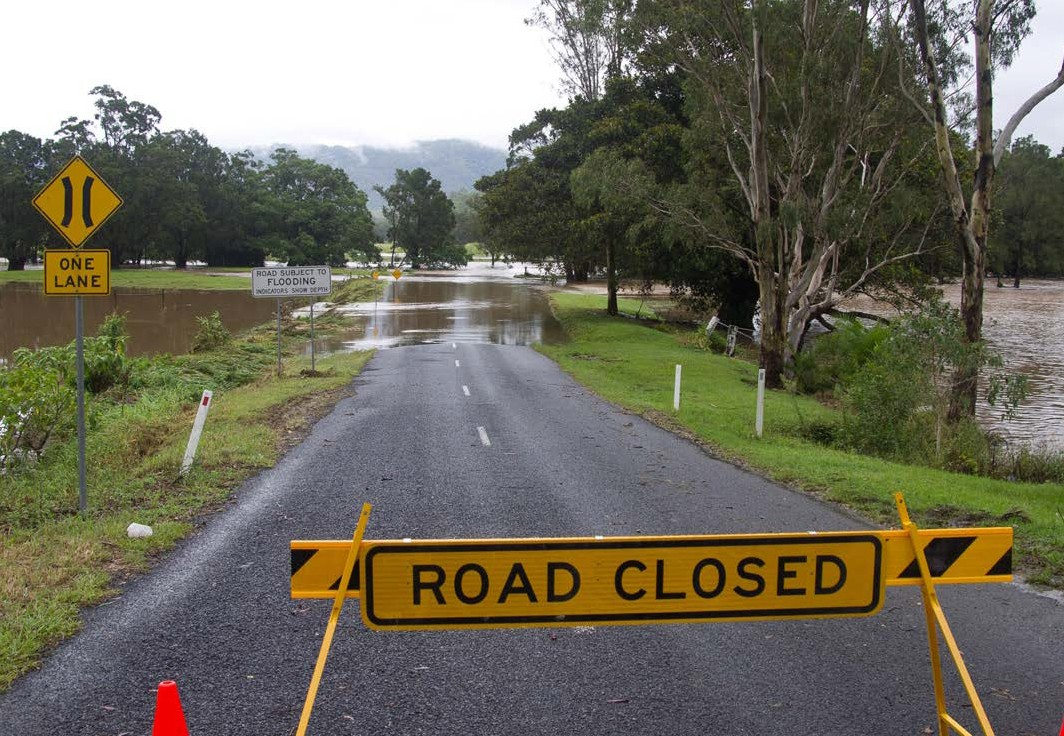 ONE
LANE
ROAD SUBJECT TO
FLOODING
INDICATORS SHOW DEPTH
ROAD CLOSED